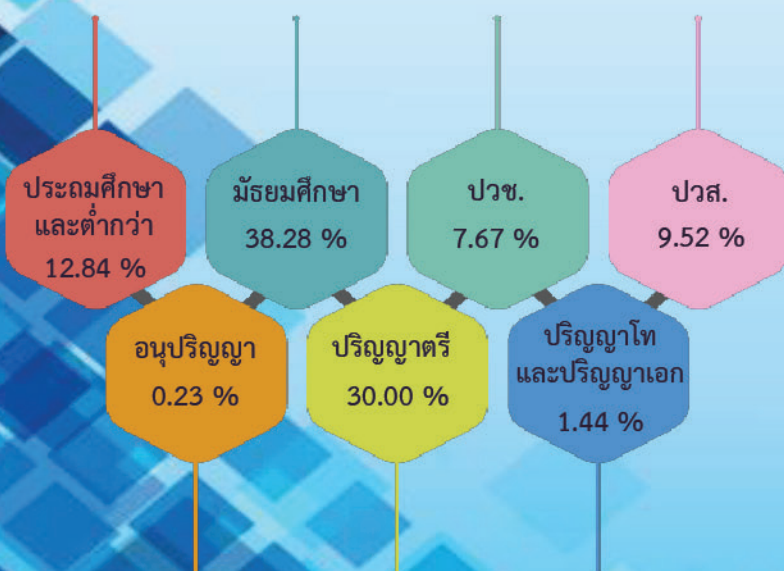 ประถมศึกษา
และต่ำกว่า
12.84 %
มัธยมศึกษา
38.28 %
ปวช.
7.67 %
ปวส.
9.52 %
อนุปริญญา
0.23 %
ปริญญาตรี
30.00 %
ปริญญาโท
และปริญญาเอก
1.44 %